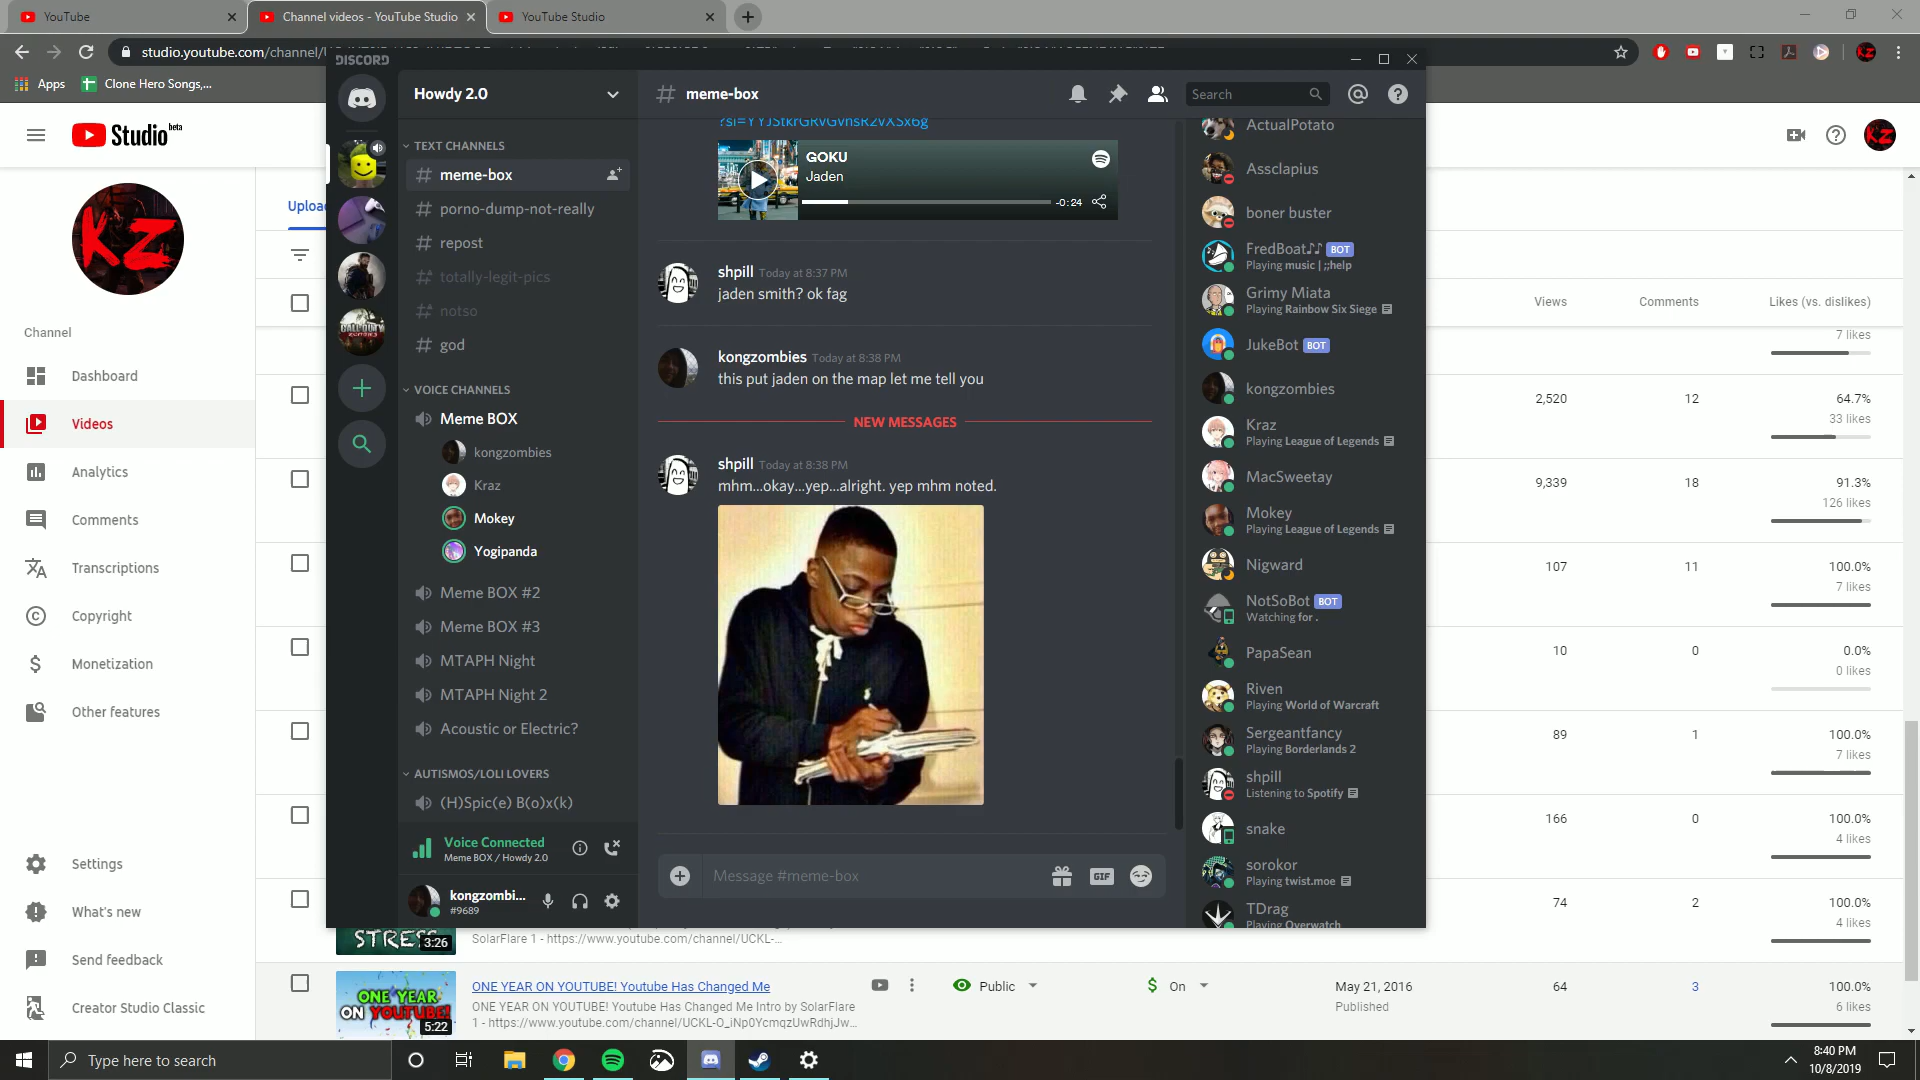 YouTube
Channel videos - YouTube Studio
YouTube Studio
studio.youtube.com/channel/
Apps
Clone Hero Songs,...
Studio beta
KZ
Channel
Dashboard
Videos
Analytics
Comments
Transcriptions
Copyright
Monetization
Other features
Settings
What's new
Send feedback
Creator Studio Classic
DISCORD
Howdy 2.0
TEXT CHANNELS
meme-box
porno-dump-not-really
repost
totally-legit-pics
notso
god
VOICE CHANNELS
Meme BOX
kongzombies
Kraz
Mokey
Yogipanda
Meme BOX #2
Meme BOX #3
MTAPH Night
MTAPH Night 2
Acoustic or Electric?
AUTISMOS/LOLI LOVERS
(H)Spic(e) B(o)x(k)
Voice Connected
Meme BOX / Howdy 2.0
kongzombi...
#9689
# meme-box
Search
GOKU
Jaden
-0:24
shpill Today at 8:37 PM
jaden smith? ok fag
kongzombies Today at 8:38 PM
this put jaden on the map let me tell you
NEW MESSAGES
shpill Today at 8:38 PM
mhm...okay...yep...alright. yep mhm noted.
Message #meme-box
GIF
ActualPotato
Assclapius
boner buster
FredBoat♪♪ BOT
Playing music | ;;help
Grimy Miata
Playing Rainbow Six Siege
JukeBot BOT
kongzombies
Kraz
Playing League of Legends
MacSweetay
Mokey
Playing League of Legends
Nigward
NotSoBot BOT
Watching for .
PapaSean
Riven
Playing World of Warcraft
Sergeantfancy
Playing Borderlands 2
shpill
Listening to Spotify
snake
sorokor
Playing twist.moe
TDrag
Playing Overwatch
Views Comments Likes (vs. dislikes)
7 likes
2,520 12 64.7%
33 likes
9,339 18 91.3%
126 likes
107 11 100.0%
7 likes
10 0 0.0%
0 likes
89 1 100.0%
7 likes
166 0 100.0%
4 likes
74 2 100.0%
4 likes
STRESS 3:26
SolarFlare 1 - https://www.youtube.com/channel/UCKL-...
ONE YEAR ON YOUTUBE! 5:22
ONE YEAR ON YOUTUBE! Youtube Has Changed Me
Public
$ On
May 21, 2016
64 3 100.0%
ONE YEAR ON YOUTUBE! Youtube Has Changed Me Intro by SolarFlare
Published
6 likes
1 - https://www.youtube.com/channel/UCKL-O_iNp0YcmqzUwRdhjJw...
Type here to search
8:40 PM
10/8/2019